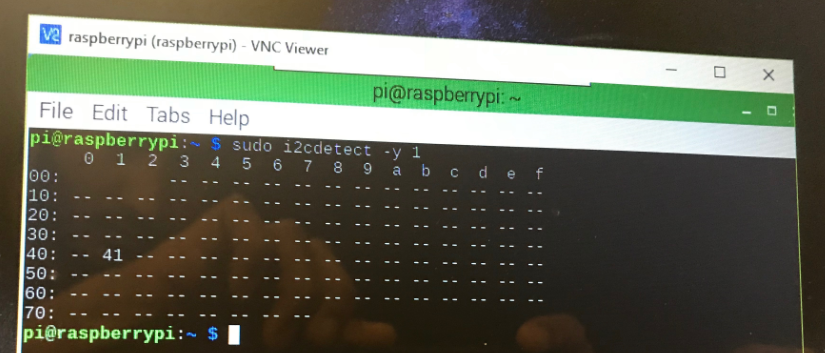 V2 raspberrypi (raspberrypi) - VNC Viewer
pi@raspberrypi: ~
File Edit Tabs Help
pi@raspberrypi:~ $ sudo i2cdetect -y 1
     0  1  2  3  4  5  6  7  8  9  a  b  c  d  e  f
00:          -- -- -- -- -- -- -- -- -- -- -- -- --
10: -- -- -- -- -- -- -- -- -- -- -- -- -- -- -- --
20: -- -- -- -- -- -- -- -- -- -- -- -- -- -- -- --
30: -- -- -- -- -- -- -- -- -- -- -- -- -- -- -- --
40: -- 41 -- -- -- -- -- -- -- -- -- -- -- -- -- --
50: -- -- -- -- -- -- -- -- -- -- -- -- -- -- -- --
60: -- -- -- -- -- -- -- -- -- -- -- -- -- -- -- --
70: -- -- -- -- -- -- -- --
pi@raspberrypi:~ $